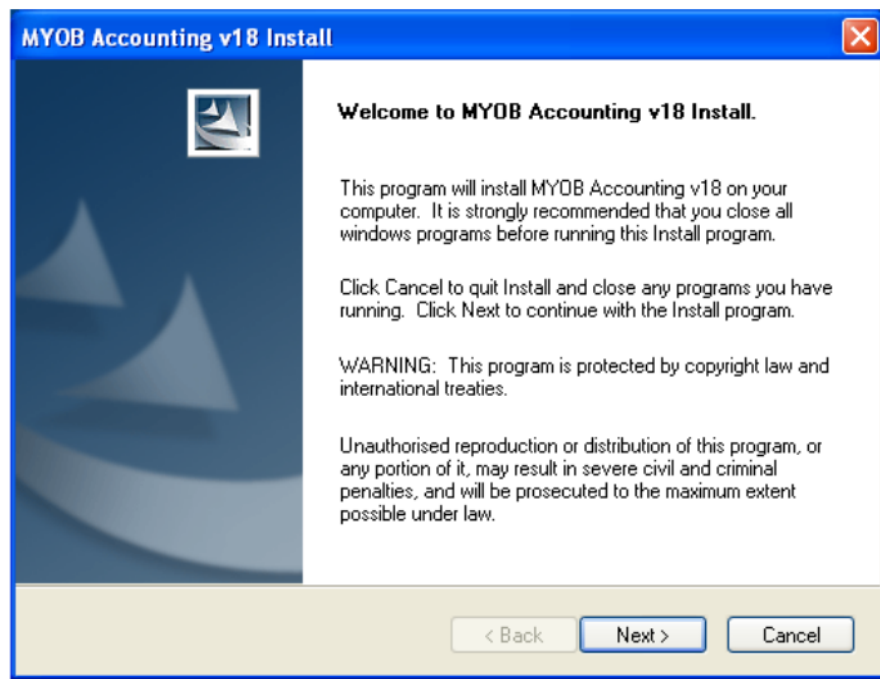 MYOB Accounting v18 Install
Welcome to MYOB Accounting v18 Install.
This program will install MYOB Accounting v18 on your
computer.  It is strongly recommended that you close all
windows programs before running this Install program.
Click Cancel to quit Install and close any programs you have
running.  Click Next to continue with the Install program.
WARNING:  This program is protected by copyright law and
international treaties.
Unauthorised reproduction or distribution of this program, or
any portion of it, may result in severe civil and criminal
penalties, and will be prosecuted to the maximum extent
possible under law.
< Back Next > Cancel